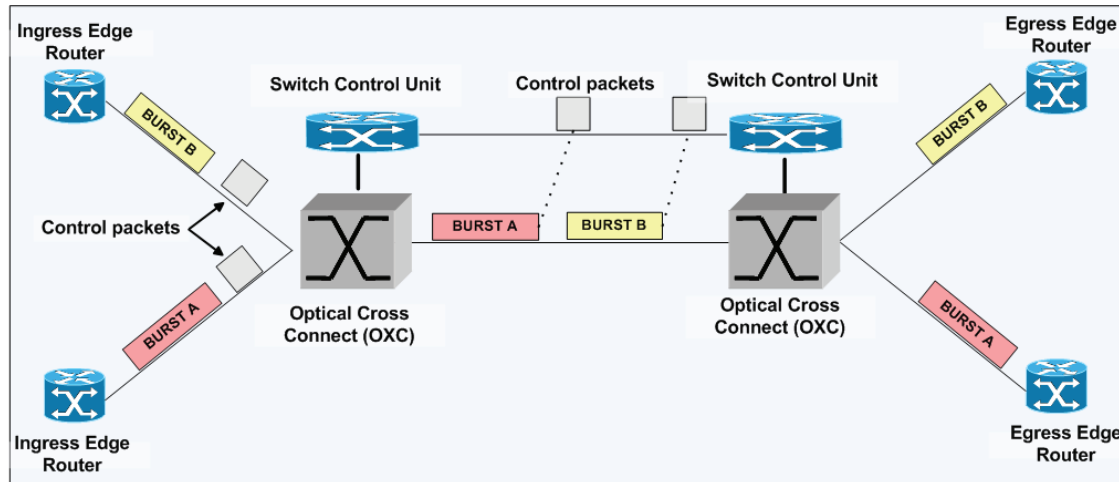 Ingress Edge
Router
Egress Edge
Router
Switch Control Unit
Control packets
Switch Control Unit
BURST B
BURST B
Control packets
BURST A
BURST B
BURST A
BURST A
Optical Cross
Connect (OXC)
Optical Cross
Connect (OXC)
Ingress Edge
Router
Egress Edge
Router